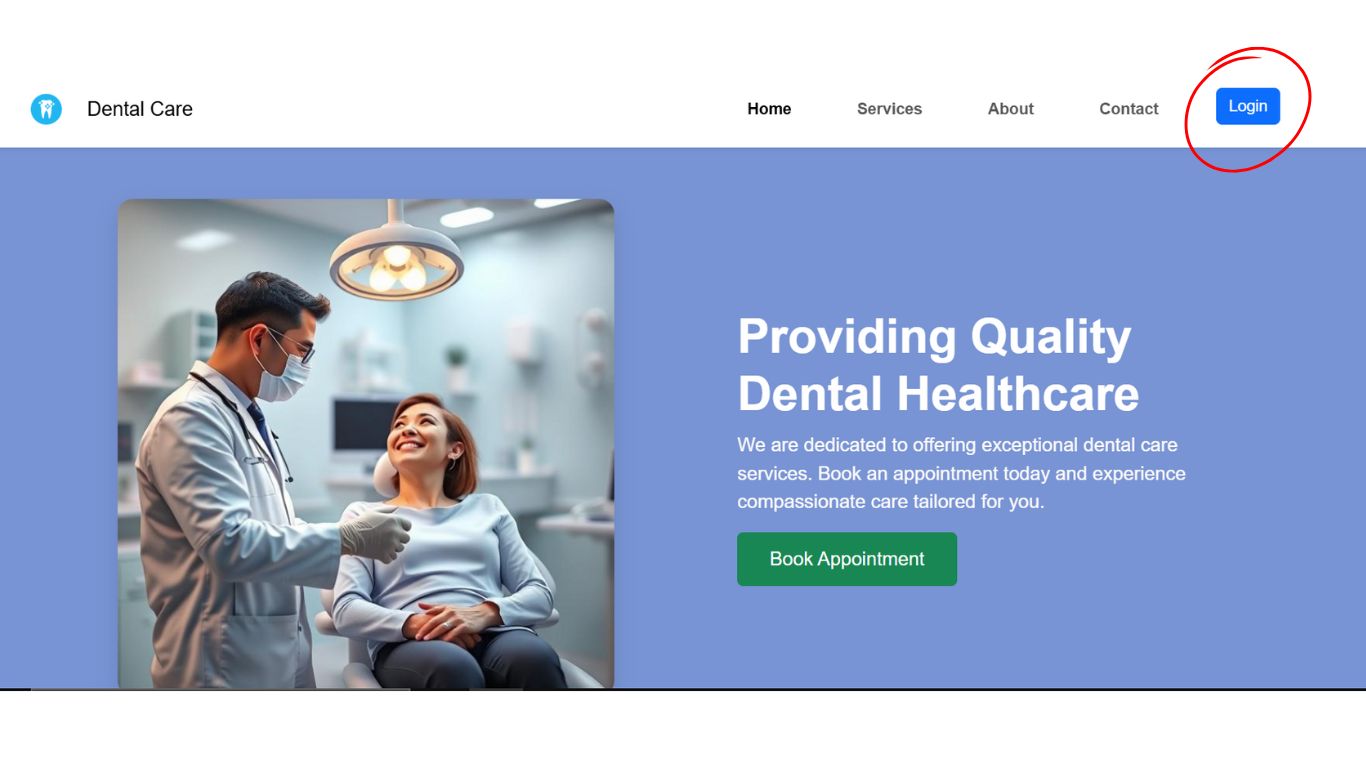 Dental Care
Home
Services
About
Contact
Login
Providing Quality
Dental Healthcare
We are dedicated to offering exceptional dental care
services. Book an appointment today and experience
compassionate care tailored for you.
Book Appointment